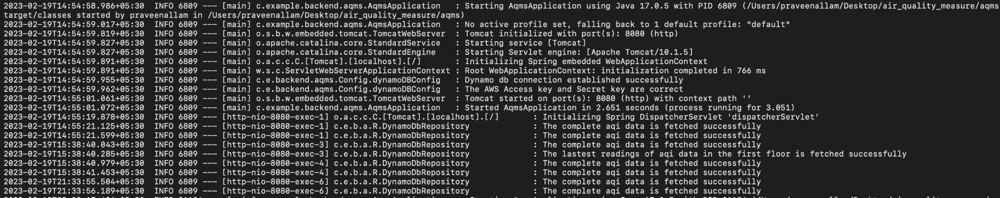 2023-02-19T14:54:58.986+05:30  INFO 6809 --- [main] c.example.backend.aqms.AqmsApplication   : Starting AqmsApplication using Java 17.0.5 with PID 6809 (/Users/praveenallam/Desktop/air_quality_measure/aqms
target/classes started by praveenallam in /Users/praveenallam/Desktop/air_quality_measure/aqms)
2023-02-19T14:54:59.017+05:30  INFO 6809 --- [main] c.example.backend.aqms.AqmsApplication   : No active profile set, falling back to 1 default profile: "default"
2023-02-19T14:54:59.819+05:30  INFO 6809 --- [main] o.s.b.w.embedded.tomcat.TomcatWebServer  : Tomcat initialized with port(s): 8080 (http)
2023-02-19T14:54:59.827+05:30  INFO 6809 --- [main] o.apache.catalina.core.StandardService   : Starting service [Tomcat]
2023-02-19T14:54:59.827+05:30  INFO 6809 --- [main] o.apache.catalina.core.StandardEngine    : Starting Servlet engine: [Apache Tomcat/10.1.5]
2023-02-19T14:54:59.891+05:30  INFO 6809 --- [main] o.a.c.c.C.[Tomcat].[localhost].[/]       : Initializing Spring embedded WebApplicationContext
2023-02-19T14:54:59.891+05:30  INFO 6809 --- [main] w.s.c.ServletWebServerApplicationContext : Root WebApplicationContext: initialization completed in 766 ms
2023-02-19T14:54:59.955+05:30  INFO 6809 --- [main] c.e.backend.aqms.Config.dynamoDBConfig   : Dynamo db connection established successfully
2023-02-19T14:54:59.962+05:30  INFO 6809 --- [main] c.e.backend.aqms.Config.dynamoDBConfig   : The AWS Access key and Secret key are correct
2023-02-19T14:55:01.061+05:30  INFO 6809 --- [main] o.s.b.w.embedded.tomcat.TomcatWebServer  : Tomcat started on port(s): 8080 (http) with context path ''
2023-02-19T14:55:01.072+05:30  INFO 6809 --- [main] c.example.backend.aqms.AqmsApplication   : Started AqmsApplication in 2.651 seconds (process running for 3.051)
2023-02-19T14:55:19.878+05:30  INFO 6809 --- [http-nio-8080-exec-1] o.a.c.c.C.[Tomcat].[localhost].[/]       : Initializing Spring DispatcherServlet 'dispatcherServlet'
2023-02-19T14:55:21.125+05:30  INFO 6809 --- [http-nio-8080-exec-1] c.e.b.a.R.DynamoDbRepository             : The complete aqi data is fetched successfully
2023-02-19T14:55:21.599+05:30  INFO 6809 --- [http-nio-8080-exec-1] c.e.b.a.R.DynamoDbRepository             : The complete aqi data is fetched successfully
2023-02-19T15:38:40.043+05:30  INFO 6809 --- [http-nio-8080-exec-3] c.e.b.a.R.DynamoDbRepository             : The complete aqi data is fetched successfully
2023-02-19T15:38:40.285+05:30  INFO 6809 --- [http-nio-8080-exec-3] c.e.b.a.R.DynamoDbRepository             : The lastest readings of aqi data in the first floor is fetched successfully
2023-02-19T15:38:40.979+05:30  INFO 6809 --- [http-nio-8080-exec-4] c.e.b.a.R.DynamoDbRepository             : The complete aqi data is fetched successfully
2023-02-19T15:38:41.453+05:30  INFO 6809 --- [http-nio-8080-exec-4] c.e.b.a.R.DynamoDbRepository             : The complete aqi data is fetched successfully
2023-02-19T21:33:55.504+05:30  INFO 6809 --- [http-nio-8080-exec-6] c.e.b.a.R.DynamoDbRepository             : The complete aqi data is fetched successfully
2023-02-19T21:33:56.189+05:30  INFO 6809 --- [http-nio-8080-exec-6] c.e.b.a.R.DynamoDbRepository             : The complete aqi data is fetched successfully